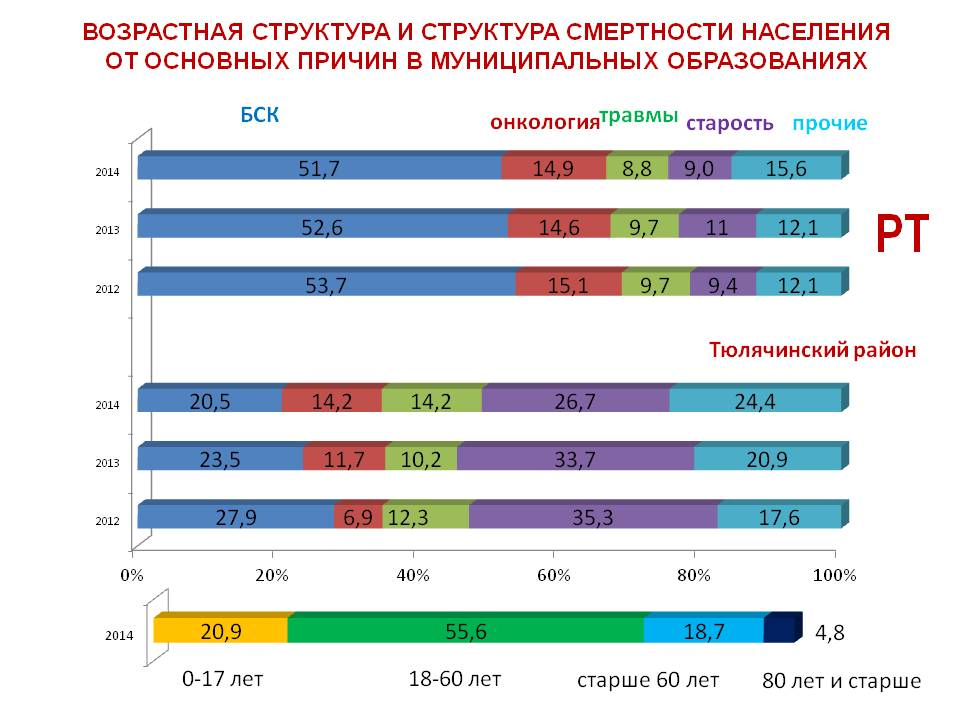 ВОЗРАСТНАЯ СТРУКТУРА И СТРУКТУРА СМЕРТНОСТИ НАСЕЛЕНИЯ
ОТ ОСНОВНЫХ ПРИЧИН В МУНИЦИПАЛЬНЫХ ОБРАЗОВАНИЯХ
БСК онкология травмы старость прочие
2014 51,7 14,9 8,8 9,0 15,6
2013 52,6 14,6 9,7 11 12,1
РТ
2012 53,7 15,1 9,7 9,4 12,1
Тюлячинский район
2014 20,5 14,2 14,2 26,7 24,4
2013 23,5 11,7 10,2 33,7 20,9
2012 27,9 6,9 12,3 35,3 17,6
0% 20% 40% 60% 80% 100%
2014 20,9 55,6 18,7 4,8
0-17 лет 18-60 лет старше 60 лет 80 лет и старше